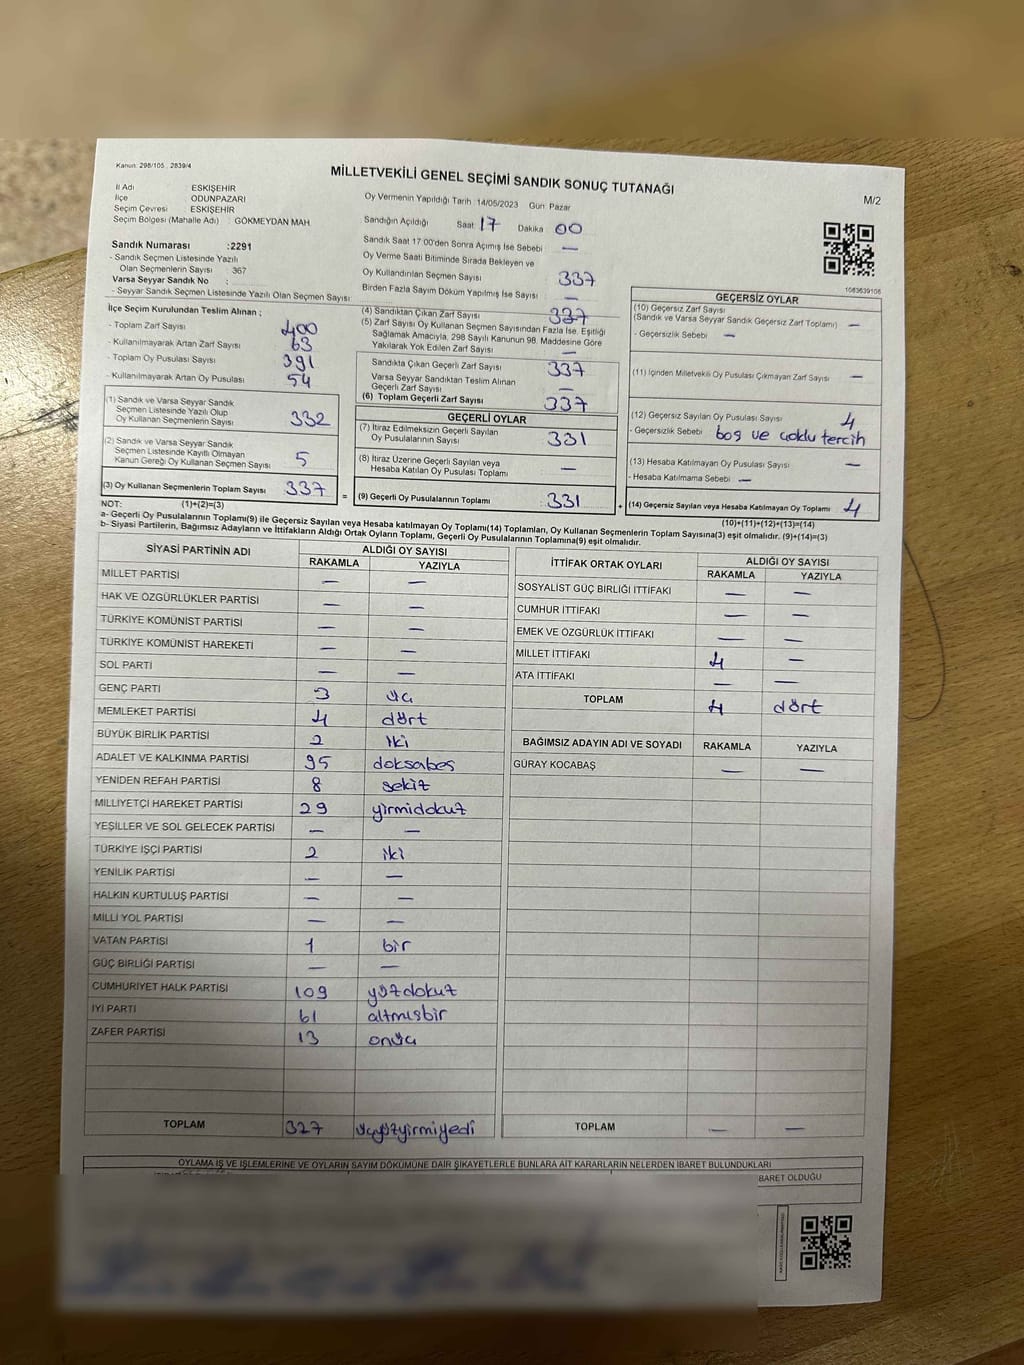 Kanun: 298/105 , 2839/4
MİLLETVEKİLİ GENEL SEÇİMİ SANDIK SONUÇ TUTANAĞI
M/2
İl Adı ESKİŞEHİR
İlçe ODUNPAZARI
Seçim Çevresi ESKİŞEHİR
Seçim Bölgesi (Mahalle Adı) : GÖKMEYDAN MAH.
Sandık Numarası :2291
- Sandık Seçmen Listesinde Yazılı
Olan Seçmenlerin Sayısı : 367
Varsa Seyyar Sandık No :
- Seyyar Sandık Seçmen Listesinde Yazılı Olan Seçmen Sayısı
Oy Vermenin Yapıldığı Tarih : 14/05/2023 Gün: Pazar
Sandığın Açıldığı Saat 17 Dakika 00
Sandık Saat 17:00'den Sonra Açılmış İse Sebebi —
Oy Verme Saati Bitiminde Sırada Bekleyen ve
Oy Kullandırılan Seçmen Sayısı 337
Birden Fazla Sayım Döküm Yapılmış İse Sayısı —
1083639106
İlçe Seçim Kurulundan Teslim Alınan ;
- Toplam Zarf Sayısı 400
- Kullanılmayarak Artan Zarf Sayısı 63
- Toplam Oy Pusulası Sayısı 391
- Kullanılmayarak Artan Oy Pusulası 54
(1) Sandık ve Varsa Seyyar Sandık
Seçmen Listesinde Yazılı Olup
Oy Kullanan Seçmenlerin Sayısı 332
(2) Sandık ve Varsa Seyyar Sandık
Seçmen Listesinde Kayıtlı Olmayan
Kanun Gereği Oy Kullanan Seçmen Sayısı 5
(3) Oy Kullanan Seçmenlerin Toplam Sayısı 337
(1)+(2)=(3)
(4) Sandıktan Çıkan Zarf Sayısı 337
(5) Zarf Sayısı Oy Kullanan Seçmen Sayısından Fazla İse, Eşitliği
Sağlamak Amacıyla, 298 Sayılı Kanunun 98. Maddesine Göre
Yakılarak Yok Edilen Zarf Sayısı —
Sandıkta Çıkan Geçerli Zarf Sayısı 337
Varsa Seyyar Sandıktan Teslim Alınan
Geçerli Zarf Sayısı —
(6) Toplam Geçerli Zarf Sayısı 337
GEÇERLİ OYLAR
(7) İtiraz Edilmeksizin Geçerli Sayılan
Oy Pusulalarının Sayısı 331
(8) İtiraz Üzerine Geçerli Sayılan veya
Hesaba Katılan Oy Pusulası Toplamı —
= (9) Geçerli Oy Pusulalarının Toplamı 331 +
GEÇERSİZ OYLAR
(10) Geçersiz Zarf Sayısı
(Sandık ve Varsa Seyyar Sandık Geçersiz Zarf Toplamı) —
- Geçersizlik Sebebi —
(11) İçinden Milletvekili Oy Pusulası Çıkmayan Zarf Sayısı —
(12) Geçersiz Sayılan Oy Pusulası Sayısı 4
- Geçersizlik Sebebi boş ve çoklu tercih
(13) Hesaba Katılmayan Oy Pusulası Sayısı —
- Hesaba Katılmama Sebebi —
(14) Geçersiz Sayılan veya Hesaba Katılmayan Oy Toplamı 4
(10)+(11)+(12)+(13)=(14)
NOT:
a- Geçerli Oy Pusulalarının Toplamı(9) ile Geçersiz Sayılan veya Hesaba katılmayan Oy Toplamı(14) Toplamları, Oy Kullanan Seçmenlerin Toplam Sayısına(3) eşit olmalıdır. (9)+(14)=(3)
b- Siyasi Partilerin, Bağımsız Adayların ve İttifakların Aldığı Ortak Oyların Toplamı, Geçerli Oy Pusulalarının Toplamına(9) eşit olmalıdır.
SİYASİ PARTİNİN ADI ALDIĞI OY SAYISI
RAKAMLA YAZIYLA
MİLLET PARTİSİ — —
HAK VE ÖZGÜRLÜKLER PARTİSİ — —
TÜRKİYE KOMÜNİST PARTİSİ — —
TÜRKİYE KOMÜNİST HAREKETİ — —
SOL PARTİ — —
GENÇ PARTİ 3 üç
MEMLEKET PARTİSİ 4 dört
BÜYÜK BİRLİK PARTİSİ 2 iki
ADALET VE KALKINMA PARTİSİ 95 doksabeş
YENİDEN REFAH PARTİSİ 8 sekiz
MİLLİYETÇİ HAREKET PARTİSİ 29 yirmidokuz
YEŞİLLER VE SOL GELECEK PARTİSİ — —
TÜRKİYE İŞÇİ PARTİSİ 2 iki
YENİLİK PARTİSİ — —
HALKIN KURTULUŞ PARTİSİ — —
MİLLİ YOL PARTİSİ — —
VATAN PARTİSİ 1 bir
GÜÇ BİRLİĞİ PARTİSİ — —
CUMHURİYET HALK PARTİSİ 109 yüzdokuz
İYİ PARTİ 61 altmışbir
ZAFER PARTİSİ 13 onüç
TOPLAM 327 üçyüzyirmiyedi
İTTİFAK ORTAK OYLARI ALDIĞI OY SAYISI
RAKAMLA YAZIYLA
SOSYALİST GÜÇ BİRLİĞİ İTTİFAKI — —
CUMHUR İTTİFAKI — —
EMEK VE ÖZGÜRLÜK İTTİFAKI — —
MİLLET İTTİFAKI 4 —
ATA İTTİFAKI — —
TOPLAM 4 dört
BAĞIMSIZ ADAYIN ADI VE SOYADI RAKAMLA YAZIYLA
GÜRAY KOCABAŞ — —
TOPLAM — —
OYLAMA İŞ VE İŞLEMLERİNE VE OYLARIN SAYIM DÖKÜMÜNE DAİR ŞİKAYETLERLE BUNLARA AİT KARARLARIN NELERDEN İBARET BULUNDUKLARI
BARET OLDUĞU